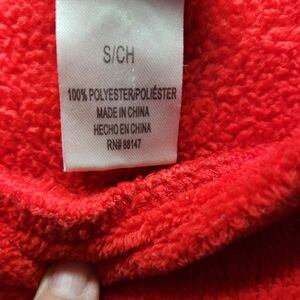 S/CH
100% POLYESTER/POLIÉSTER
MADE IN CHINA
HECHO EN CHINA
RN# 88147